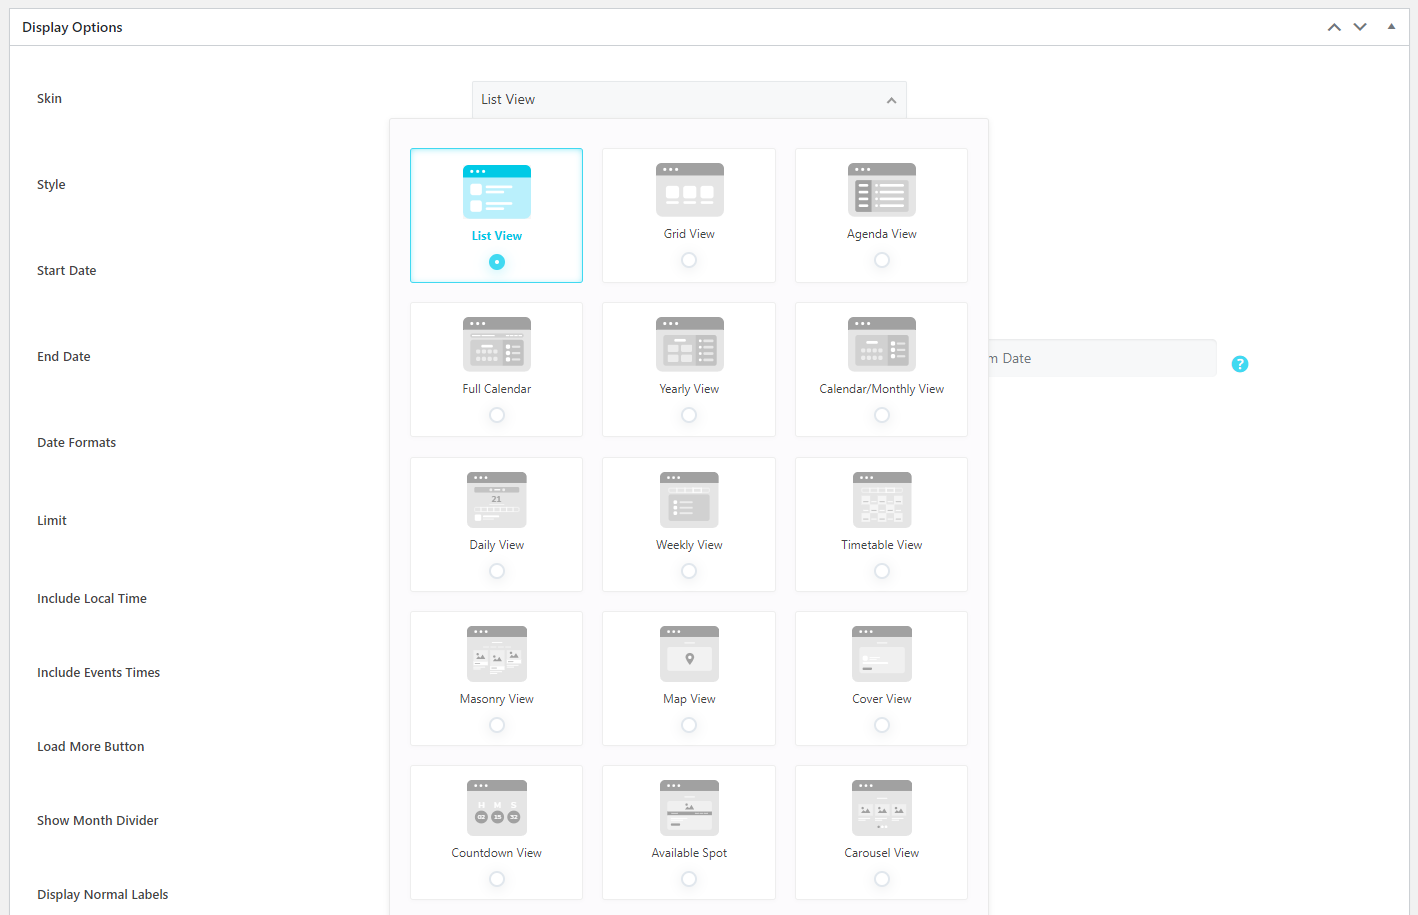 Display Options
Skin
List View
List View
Grid View
Agenda View
Style
Start Date
Full Calendar
Yearly View
Calendar/Monthly View
End Date
m Date
?
Date Formats
21
Daily View
Weekly View
Timetable View
Limit
Include Local Time
Include Events Times
Masonry View
Map View
Cover View
Load More Button
H M S
02 15 32
Countdown View
Available Spot
Carousel View
Show Month Divider
Display Normal Labels